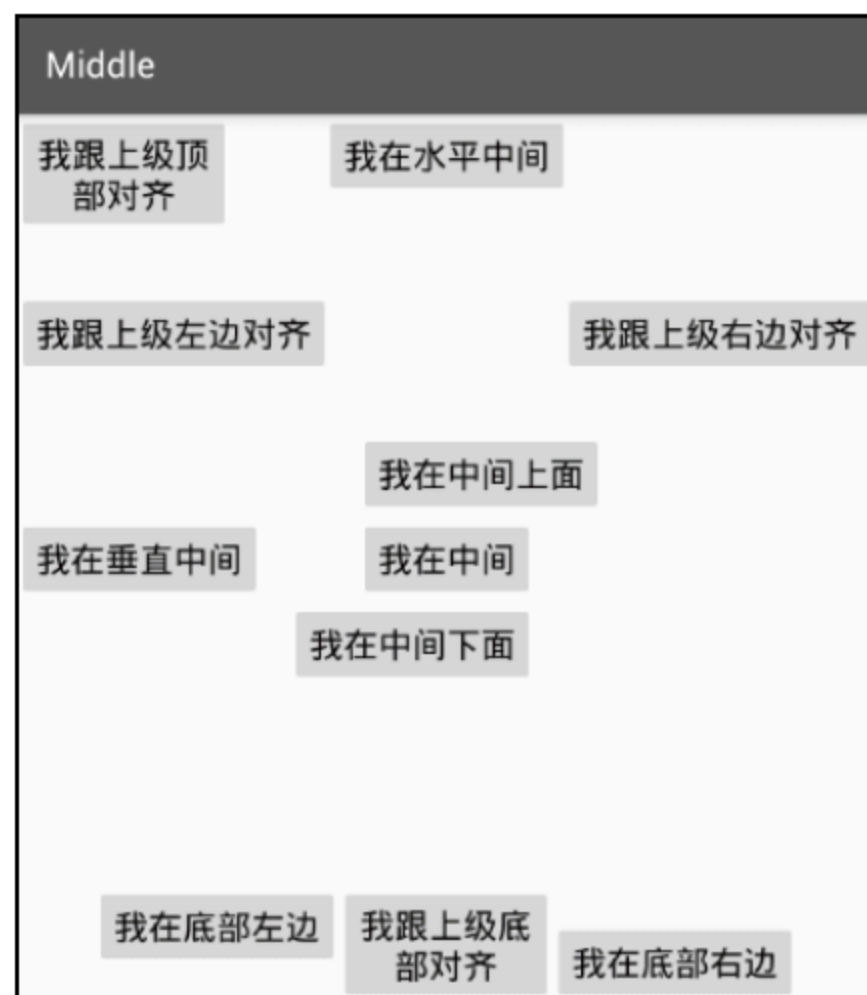 Middle
我跟上级顶
部对齐
我在水平中间
我跟上级左边对齐
我跟上级右边对齐
我在中间上面
我在垂直中间
我在中间
我在中间下面
我在底部左边
我跟上级底
部对齐
我在底部右边